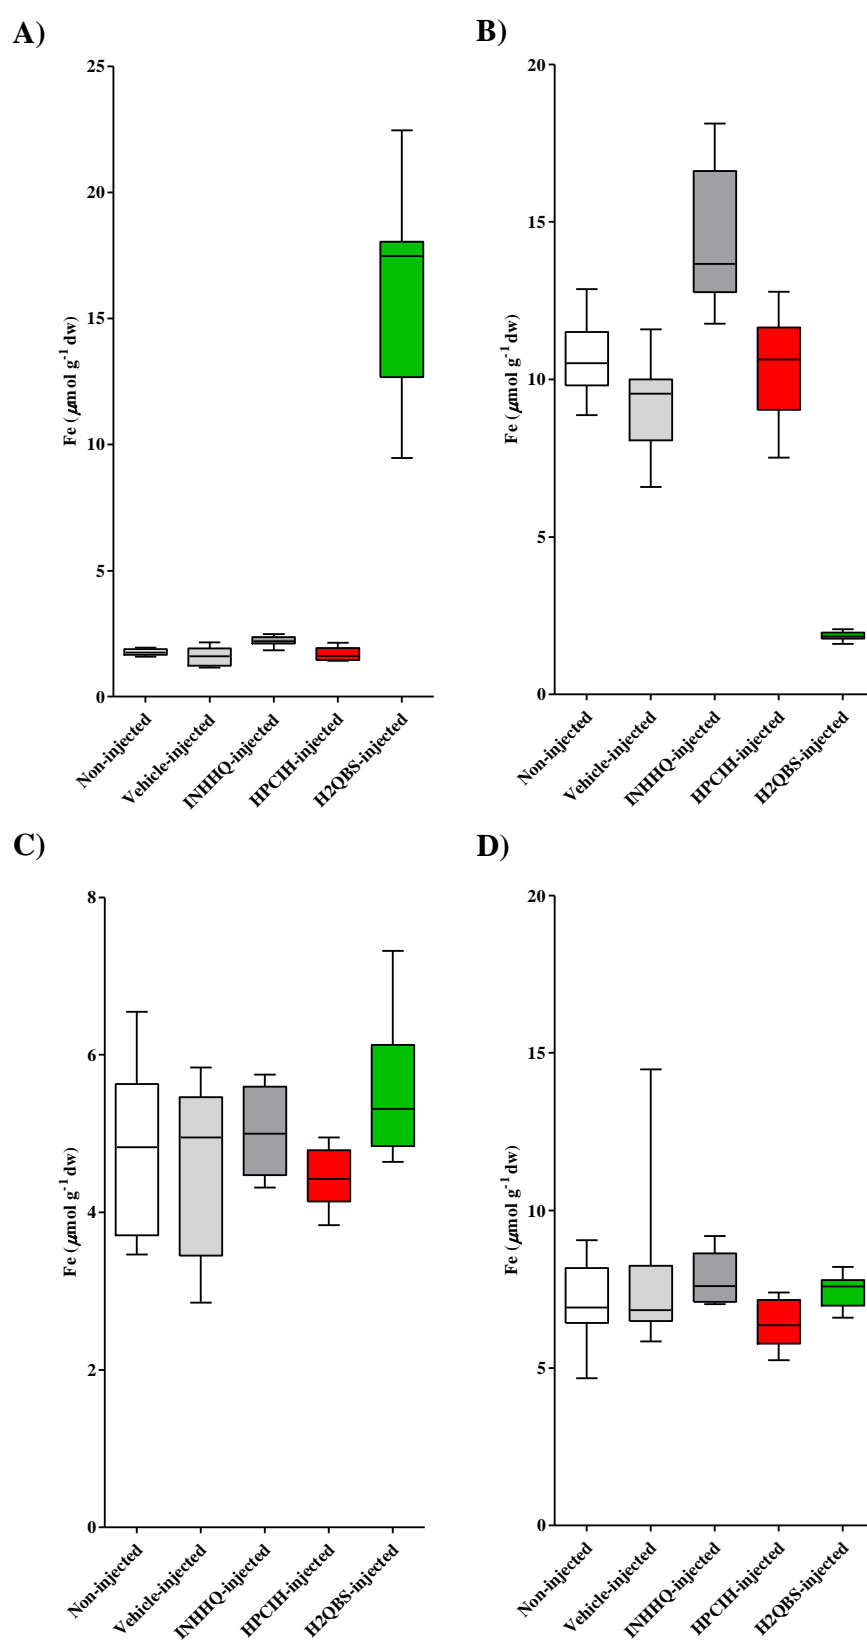 A)
Fe (μmol g⁻¹ dw)
25
20
15
10
5
0
Non-injected
Vehicle-injected
INHHQ-injected
HPCIH-injected
H2QBS-injected
B)
Fe (μmol g⁻¹ dw)
20
15
10
5
0
Non-injected
Vehicle-injected
INHHQ-injected
HPCIH-injected
H2QBS-injected
C)
Fe (μmol g⁻¹ dw)
8
6
4
2
0
Non-injected
Vehicle-injected
INHHQ-injected
HPCIH-injected
H2QBS-injected
D)
Fe (μmol g⁻¹ dw)
20
15
10
5
0
Non-injected
Vehicle-injected
INHHQ-injected
HPCIH-injected
H2QBS-injected